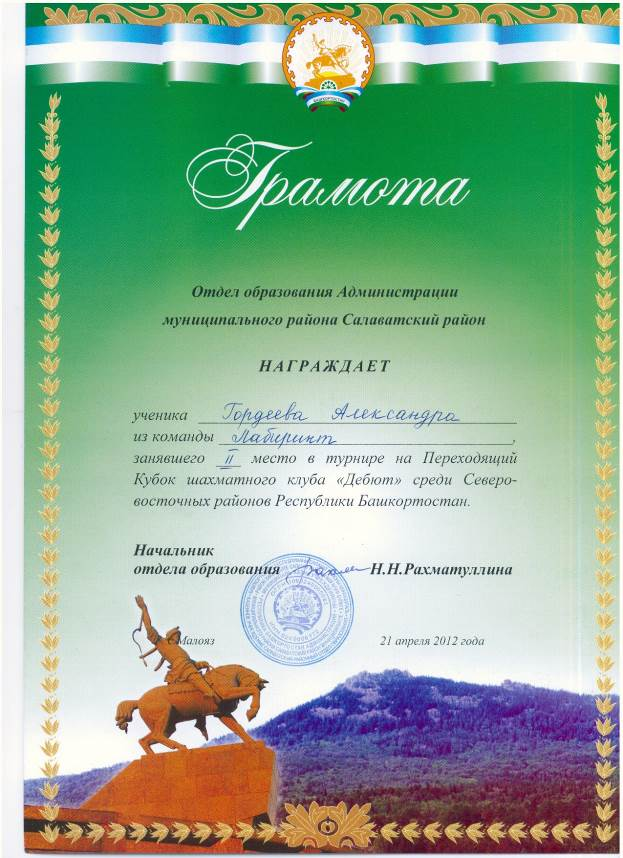 БАШКОРТОСТАН
Грамота
Отдел образования Администрации
муниципального района Салаватский район
НАГРАЖДАЕТ
ученика Гордеева Александра
из команды Лабиринт,
занявшего II место в турнире на Переходящий
Кубок шахматного клуба «Дебют» среди Северо-
восточных районов Республики Башкортостан.
Начальник
отдела образования Н.Н.Рахматуллина
с Малояз 21 апреля 2012 года